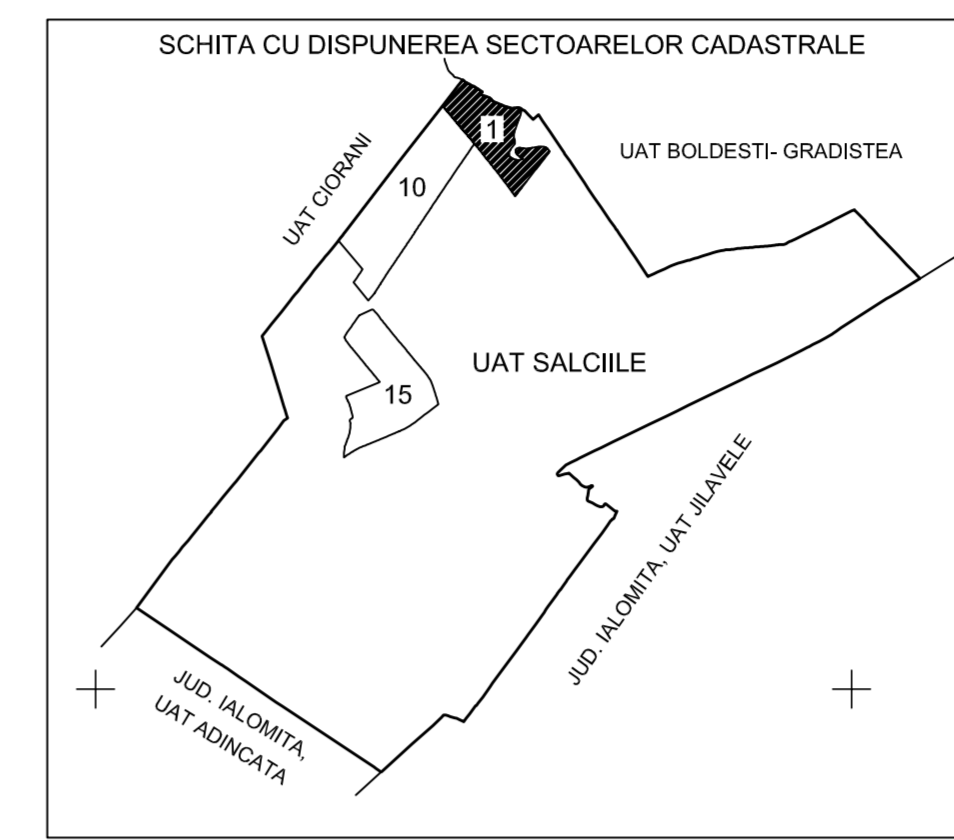 SCHITA CU DISPUNEREA SECTOARELOR CADASTRALE
1
UAT BOLDESTI- GRADISTEA
UAT CIORANI
10
UAT SALCIILE
15
JUD. IALOMITA, UAT JILAVELE
JUD. IALOMITA,
UAT ADINCATA